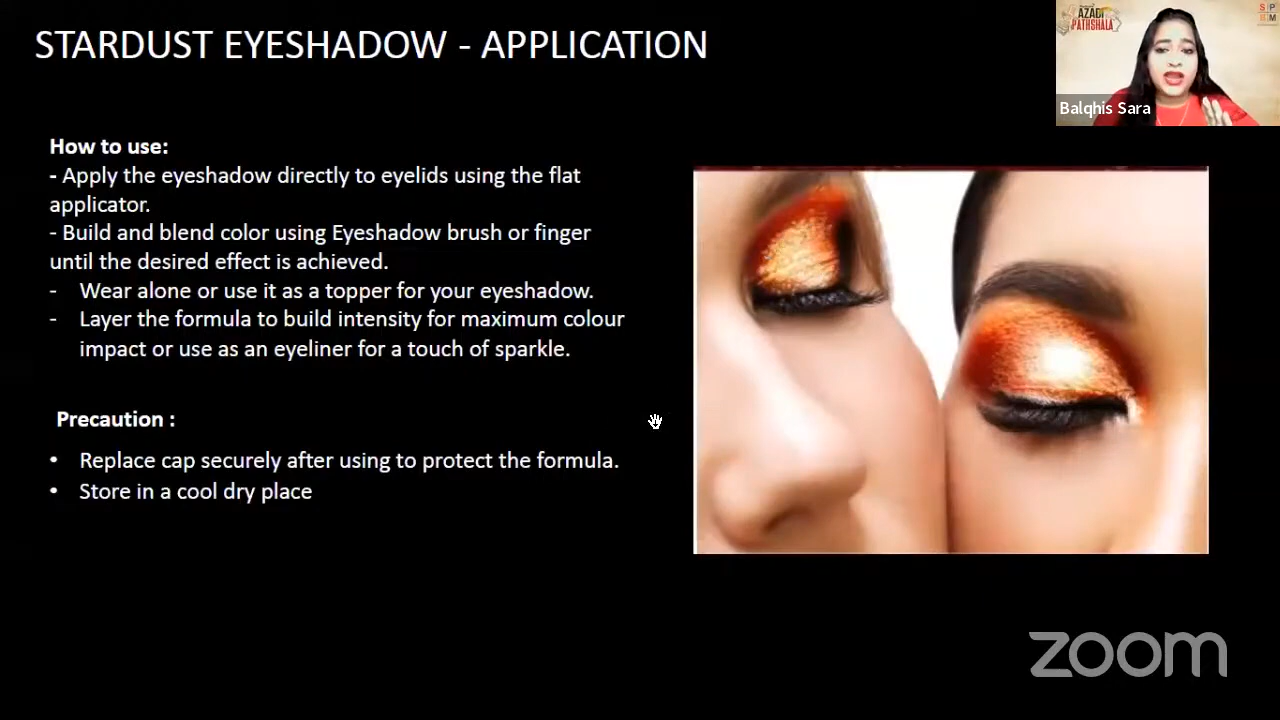 STARDUST EYESHADOW - APPLICATION
AZADI
PATHSHALA
S P
B M
Balqhis Sara
How to use:
- Apply the eyeshadow directly to eyelids using the flat
applicator.
- Build and blend color using Eyeshadow brush or finger
until the desired effect is achieved.
- Wear alone or use it as a topper for your eyeshadow.
- Layer the formula to build intensity for maximum colour
impact or use as an eyeliner for a touch of sparkle.
Precaution :
• Replace cap securely after using to protect the formula.
• Store in a cool dry place
zoom